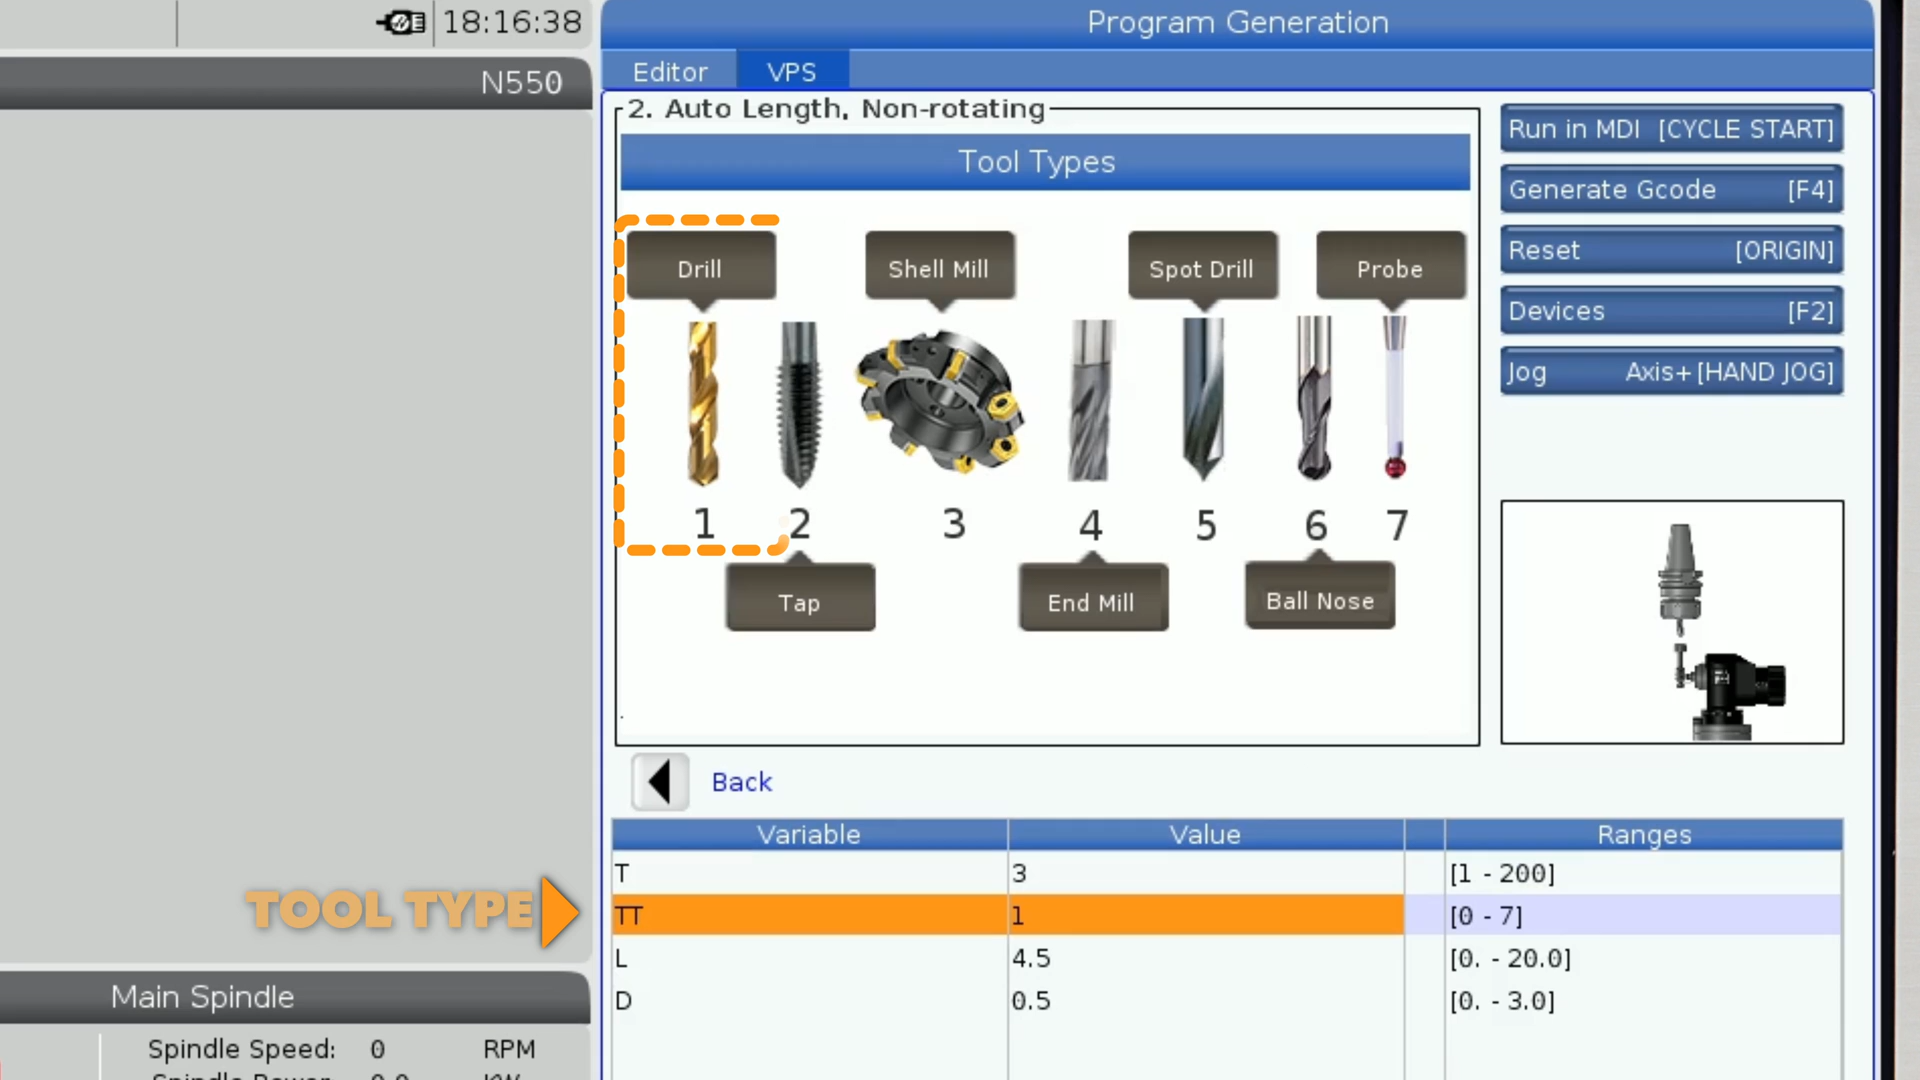 18:16:38
N550
Program Generation
Editor VPS
2. Auto Length, Non-rotating
Tool Types
Drill Shell Mill Spot Drill Probe
1 2 3 4 5 6 7
Tap End Mill Ball Nose
Run in MDI [CYCLE START]
Generate Gcode [F4]
Reset [ORIGIN]
Devices [F2]
Jog Axis+[HAND JOG]
Back
Variable Value Ranges
T 3 [1 - 200]
TT 1 [0 - 7]
L 4.5 [0. - 20.0]
D 0.5 [0. - 3.0]
TOOL TYPE
Main Spindle
Spindle Speed: 0 RPM